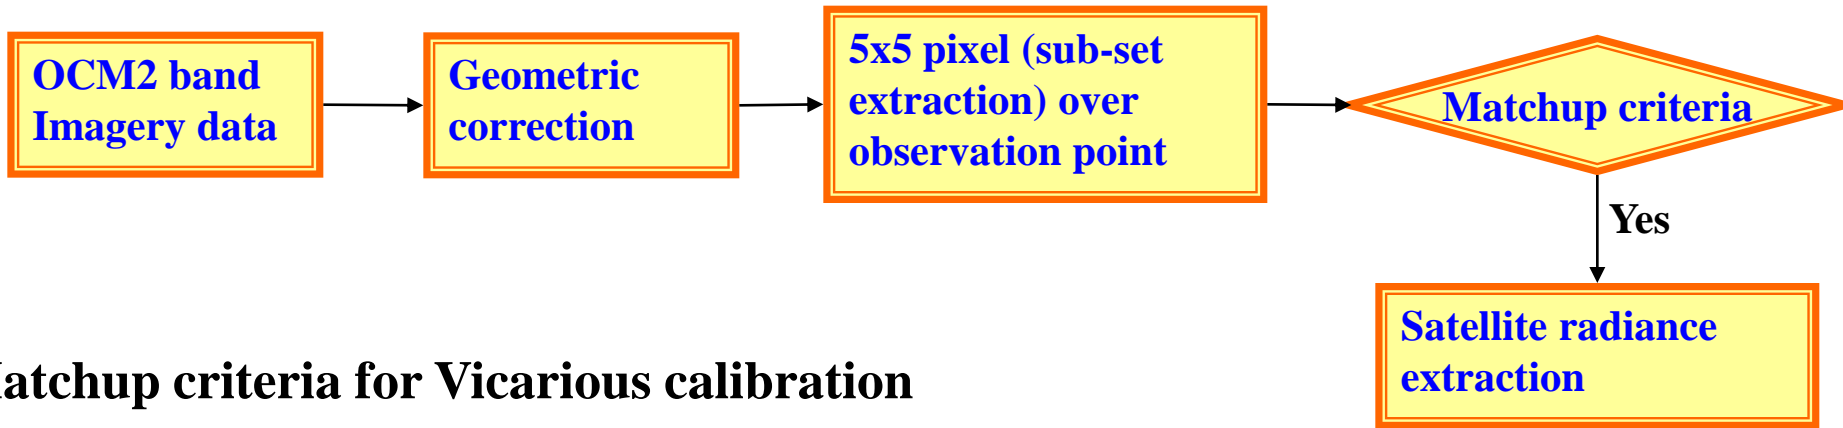 OCM2 band
Imagery data
Geometric
correction
5x5 pixel (sub-set
extraction) over
observation point
Matchup criteria
Yes
Satellite radiance
extraction
atchup criteria for Vicarious calibration